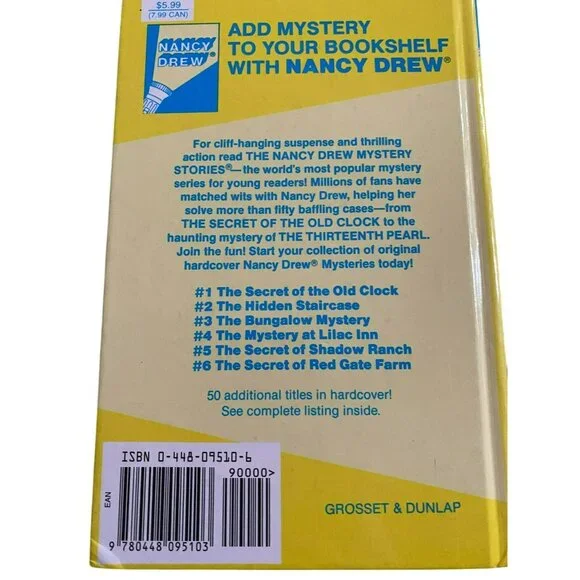 $5.99
(7.99 CAN)
NANCY
DREW®
ADD MYSTERY
TO YOUR BOOKSHELF
WITH NANCY DREW®
For cliff-hanging suspense and thrilling
action read THE NANCY DREW MYSTERY
STORIES®—the world's most popular mystery
series for young readers! Millions of fans have
matched wits with Nancy Drew, helping her
solve more than fifty baffling cases—from
THE SECRET OF THE OLD CLOCK to the
haunting mystery of THE THIRTEENTH PEARL.
Join the fun! Start your collection of original
hardcover Nancy Drew® Mysteries today!
#1 The Secret of the Old Clock
#2 The Hidden Staircase
#3 The Bungalow Mystery
#4 The Mystery at Lilac Inn
#5 The Secret of Shadow Ranch
#6 The Secret of Red Gate Farm
50 additional titles in hardcover!
See complete listing inside.
ISBN 0-448-09510-6
90000>
EAN
9 780448 095103
GROSSET & DUNLAP